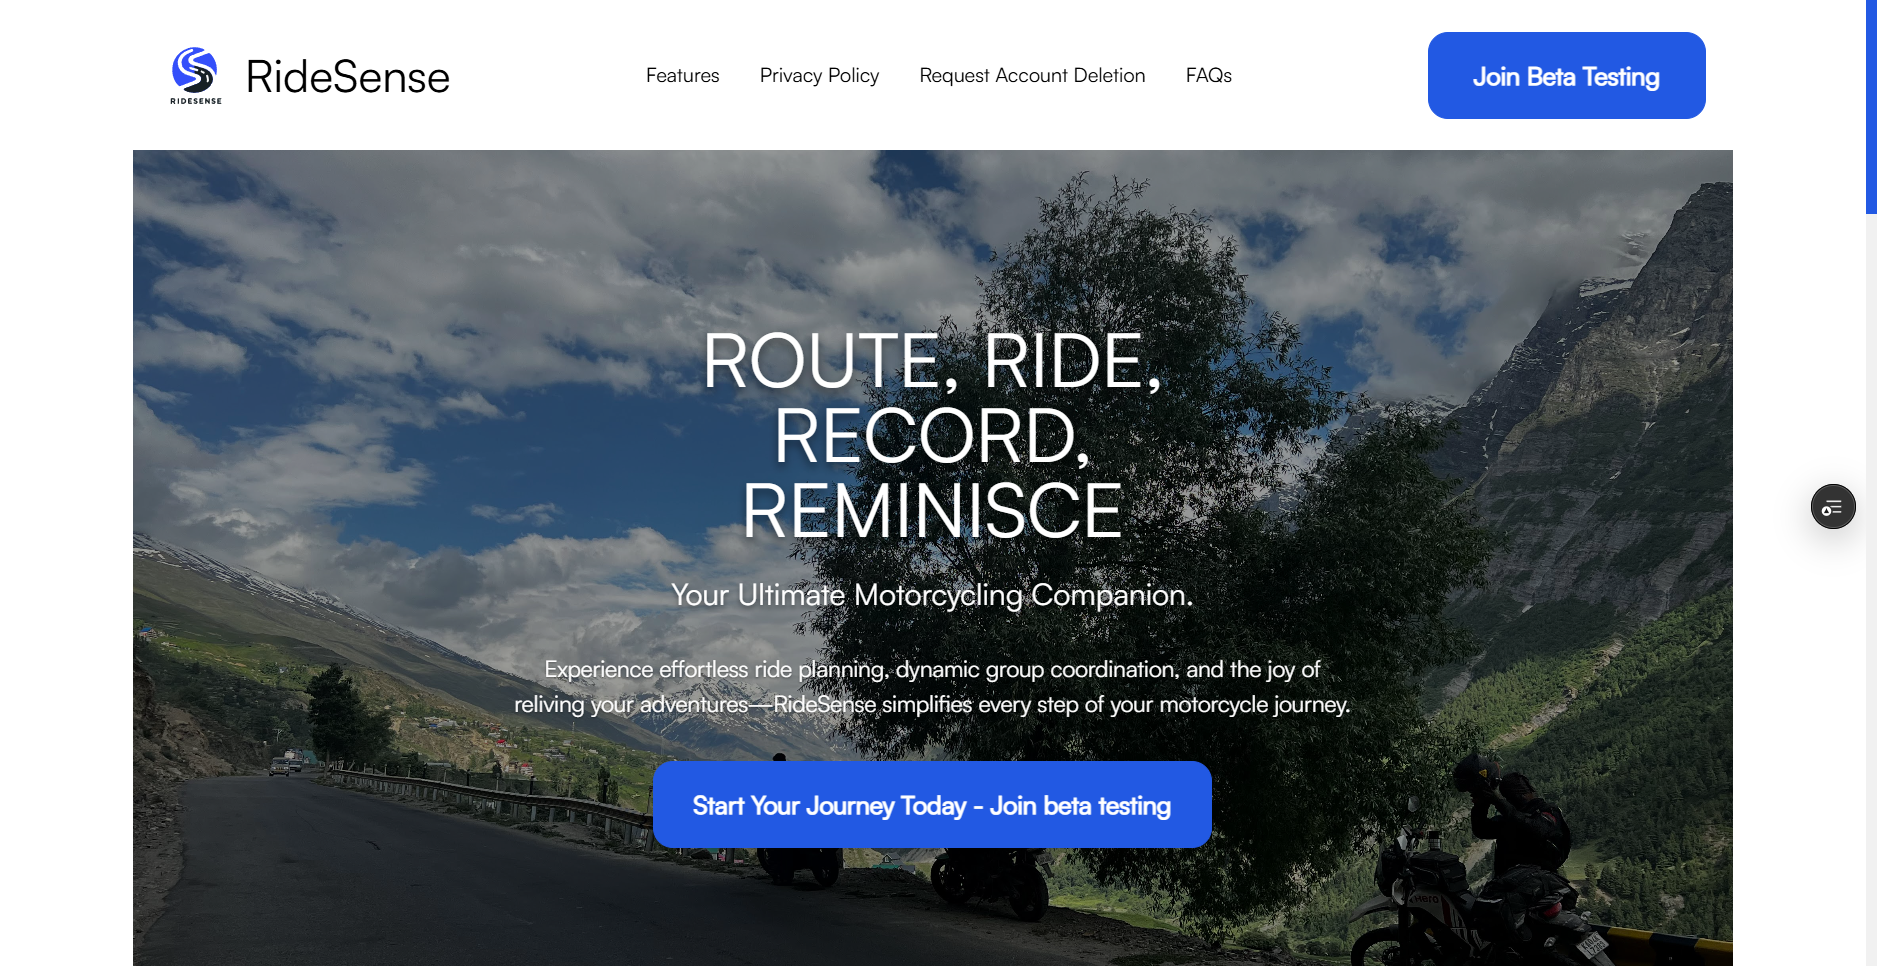 RIDESENSE
RideSense
Features
Privacy Policy
Request Account Deletion
FAQs
Join Beta Testing
ROUTE, RIDE,
RECORD,
REMINISCE
Your Ultimate Motorcycling Companion.
Experience effortless ride planning, dynamic group coordination, and the joy of
reliving your adventures—RideSense simplifies every step of your motorcycle journey.
Start Your Journey Today - Join beta testing
Hero